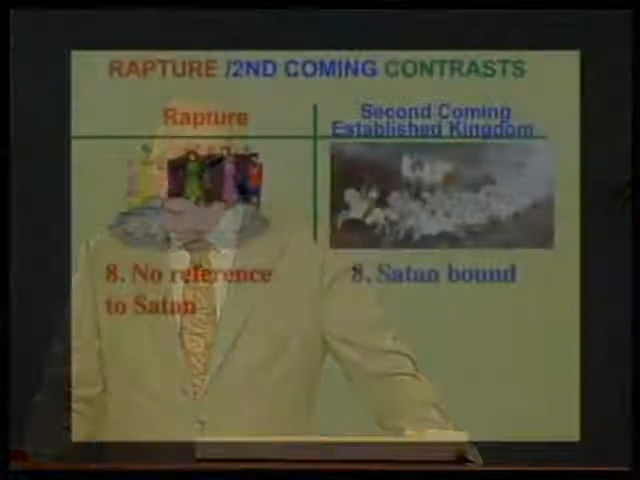 RAPTURE /2ND COMING CONTRASTS
Rapture
Second Coming
Established Kingdom
8. No reference
to Satan
8. Satan bound